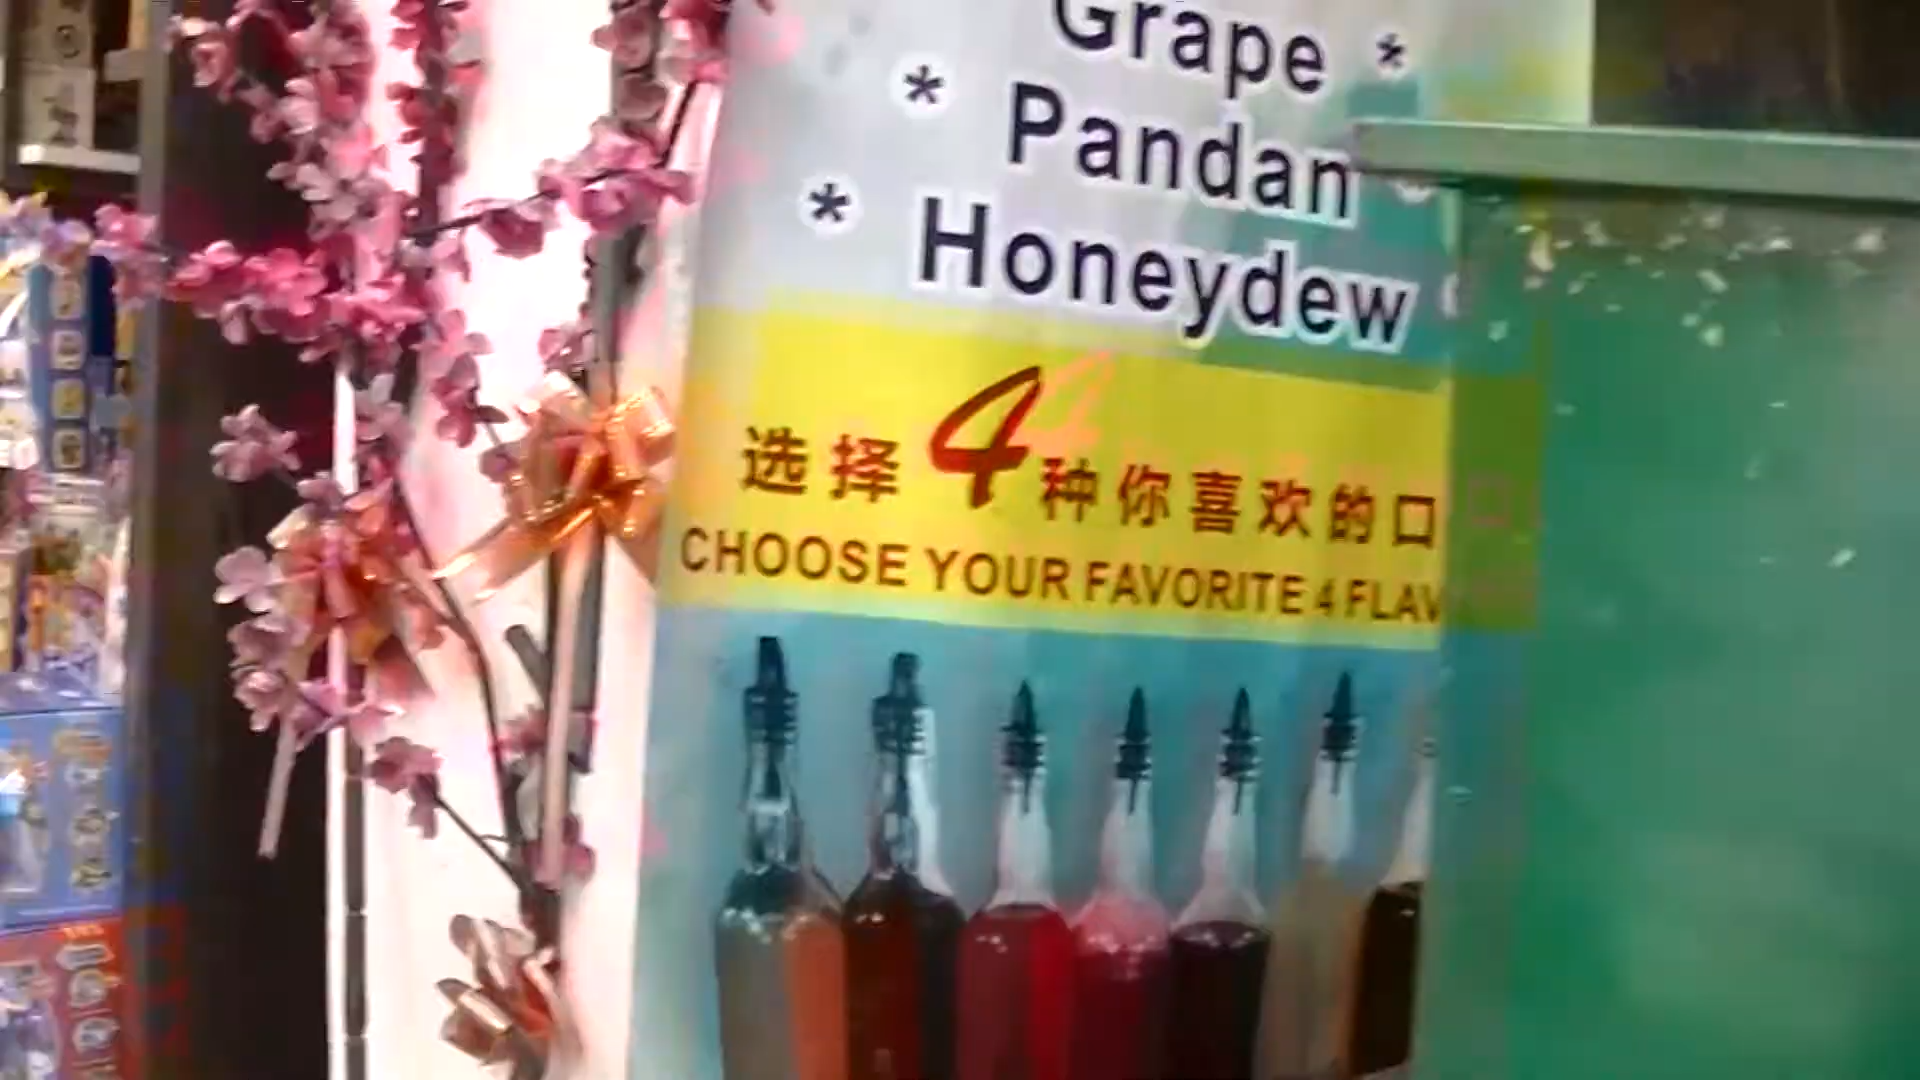 Grape *
* Pandan
* Honeydew
选择4种你喜欢的口
CHOOSE YOUR FAVORITE 4 FLAV